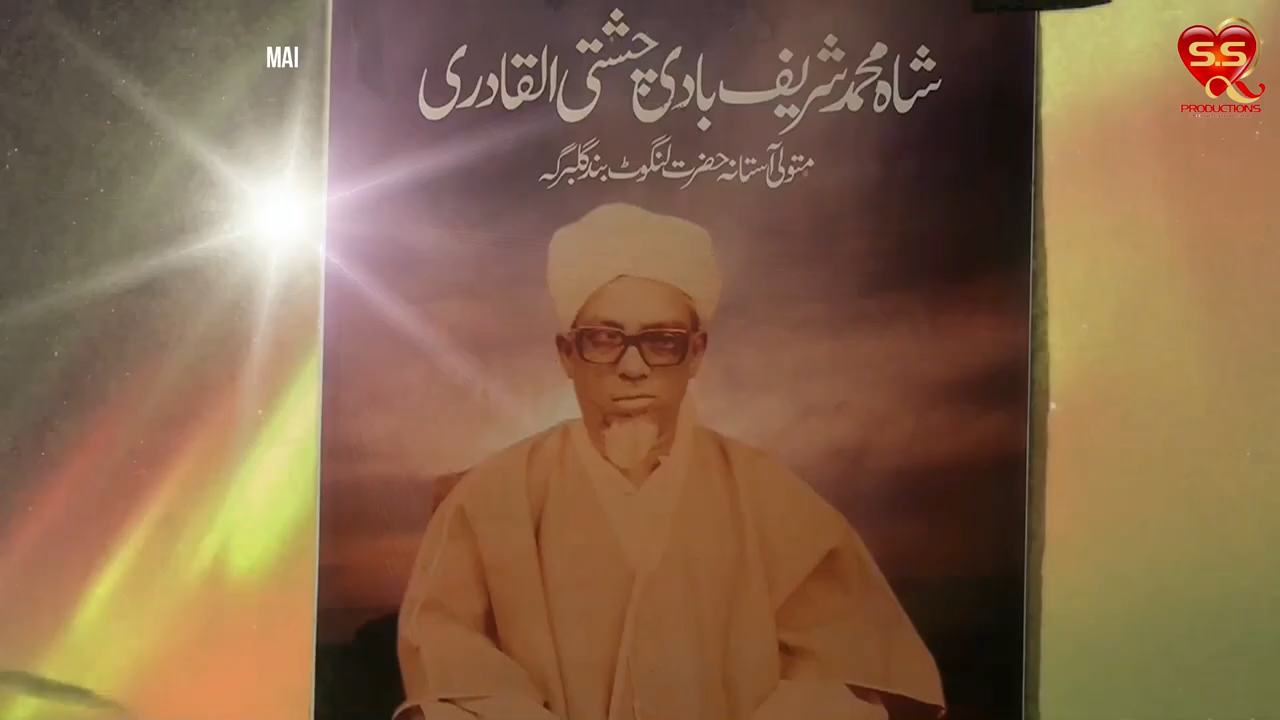 MAI
شاہ محمد شریف بادی چشتی القادری
متولی آستانہ حضرت لنگوٹ بند گلبرگہ
S.S
PRODUCTIONS